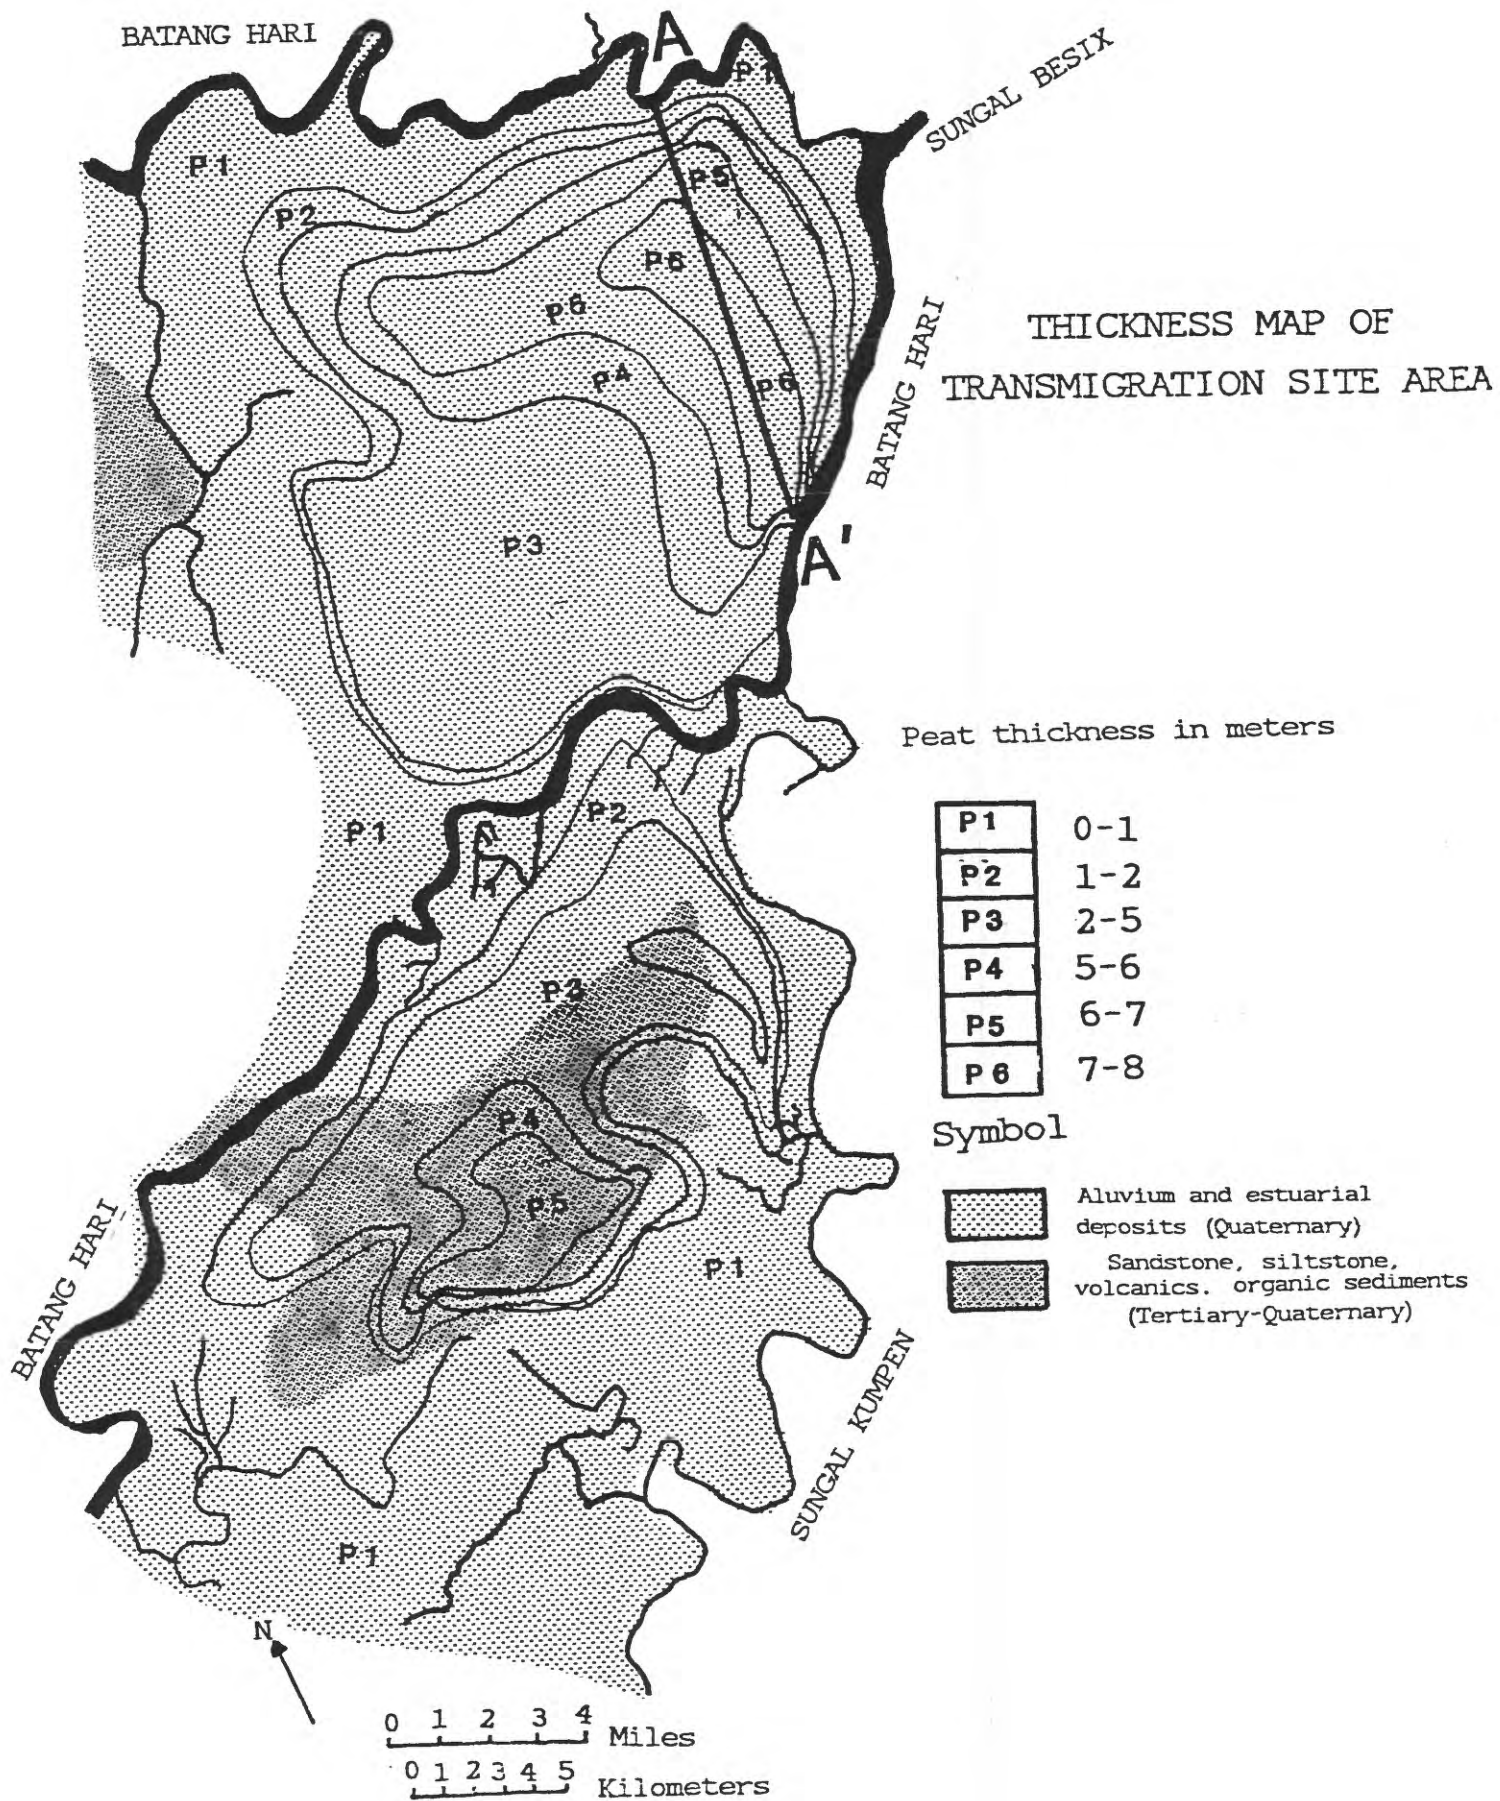 BATANG HARI
A
P1
SUNGAL BESIX
P1
P5
P2
P6
P6
P4
P6
BATANG HARI
THICKNESS MAP OF
TRANSMIGRATION SITE AREA
P3
A'
Peat thickness in meters
P1 0-1
P2 1-2
P3 2-5
P4 5-6
P5 6-7
P6 7-8
P2
P1
P3
P4
P5
P1
Symbol
Aluvium and estuarial
deposits (Quaternary)
Sandstone, siltstone,
volcanics. organic sediments
(Tertiary-Quaternary)
BATANG HARI
SUNGAL KUMPEN
P1
N
0 1 2 3 4 Miles
0 1 2 3 4 5 Kilometers